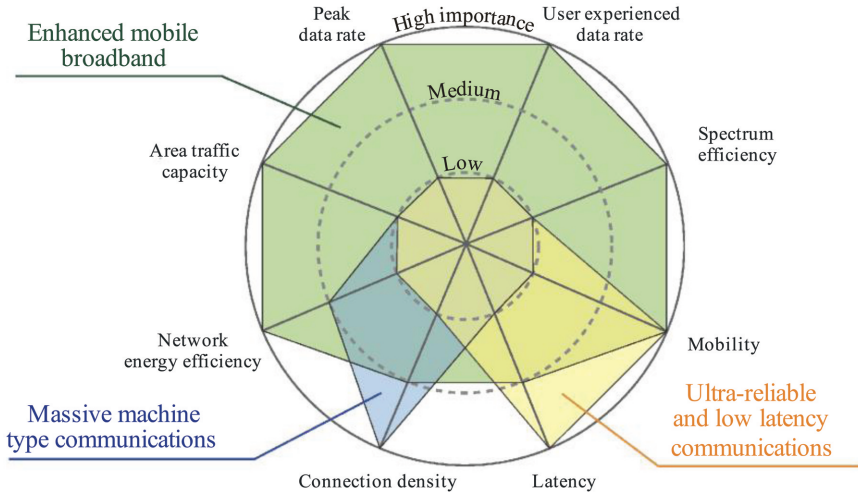 Peak
data rate
High importance
User experienced
data rate
Enhanced mobile
broadband
Medium
Area traffic
capacity
Low
Spectrum
efficiency
Network
energy efficiency
Mobility
Massive machine
type communications
Ultra-reliable
and low latency
communications
Connection density
Latency